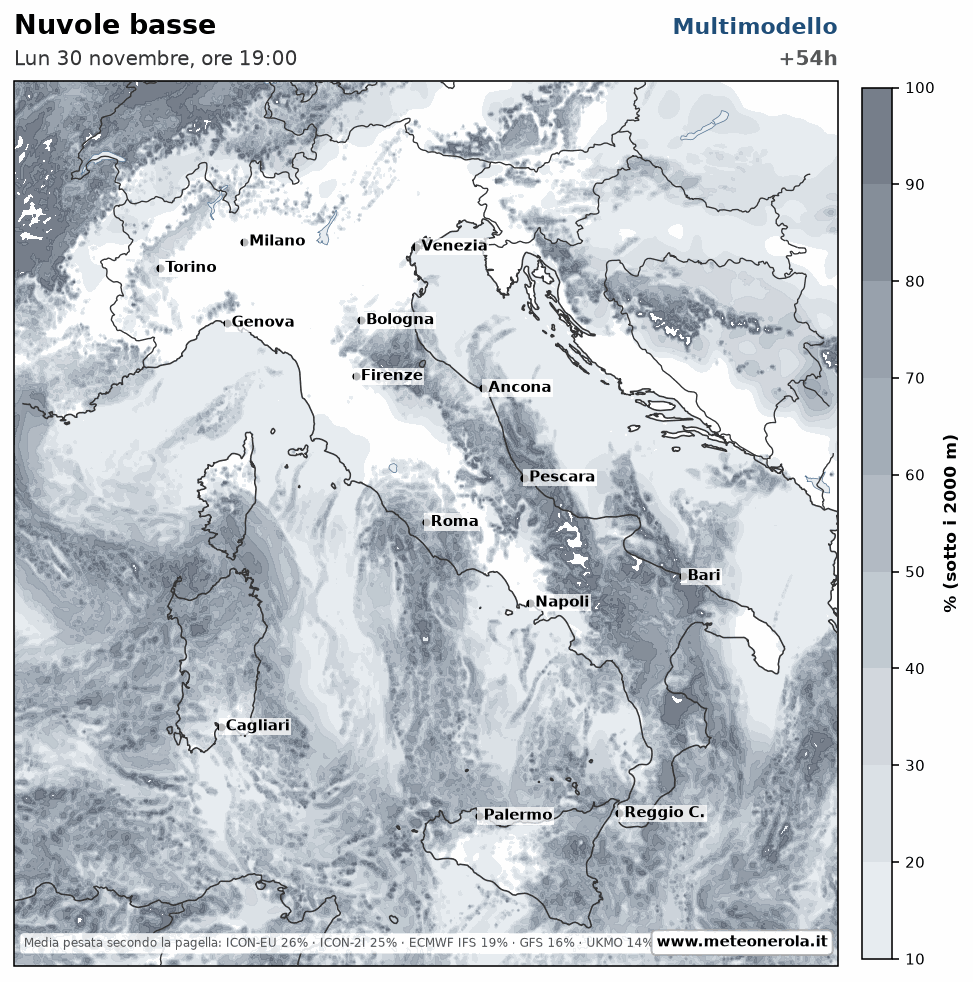 Nuvole basse
Multimodello
Lun 30 novembre, ore 19:00
+54h
100
90
80
70
60
50
40
30
20
10
% (sotto i 2000 m)
Milano
Venezia
Torino
Genova
Bologna
Firenze
Ancona
Pescara
Roma
Bari
Napoli
Cagliari
Palermo
Reggio C.
Media pesata secondo la pagella: ICON-EU 26% · ICON-2I 25% · ECMWF IFS 19% · GFS 16% · UKMO 14%
www.meteonerola.it